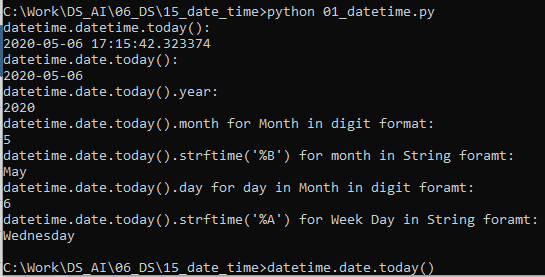 C:\Work\DS_AI\06_DS\15_date_time>python 01_datetime.py
datetime.datetime.today():
2020-05-06 17:15:42.323374
datetime.date.today():
2020-05-06
datetime.date.today().year:
2020
datetime.date.today().month for Month in digit format:
5
datetime.date.today().strftime('%B') for month in String foramt:
May
datetime.date.today().day for day in Month in digit foramt:
6
datetime.date.today().strftime('%A') for Week Day in String foramt:
Wednesday
C:\Work\DS_AI\06_DS\15_date_time>datetime.date.today()